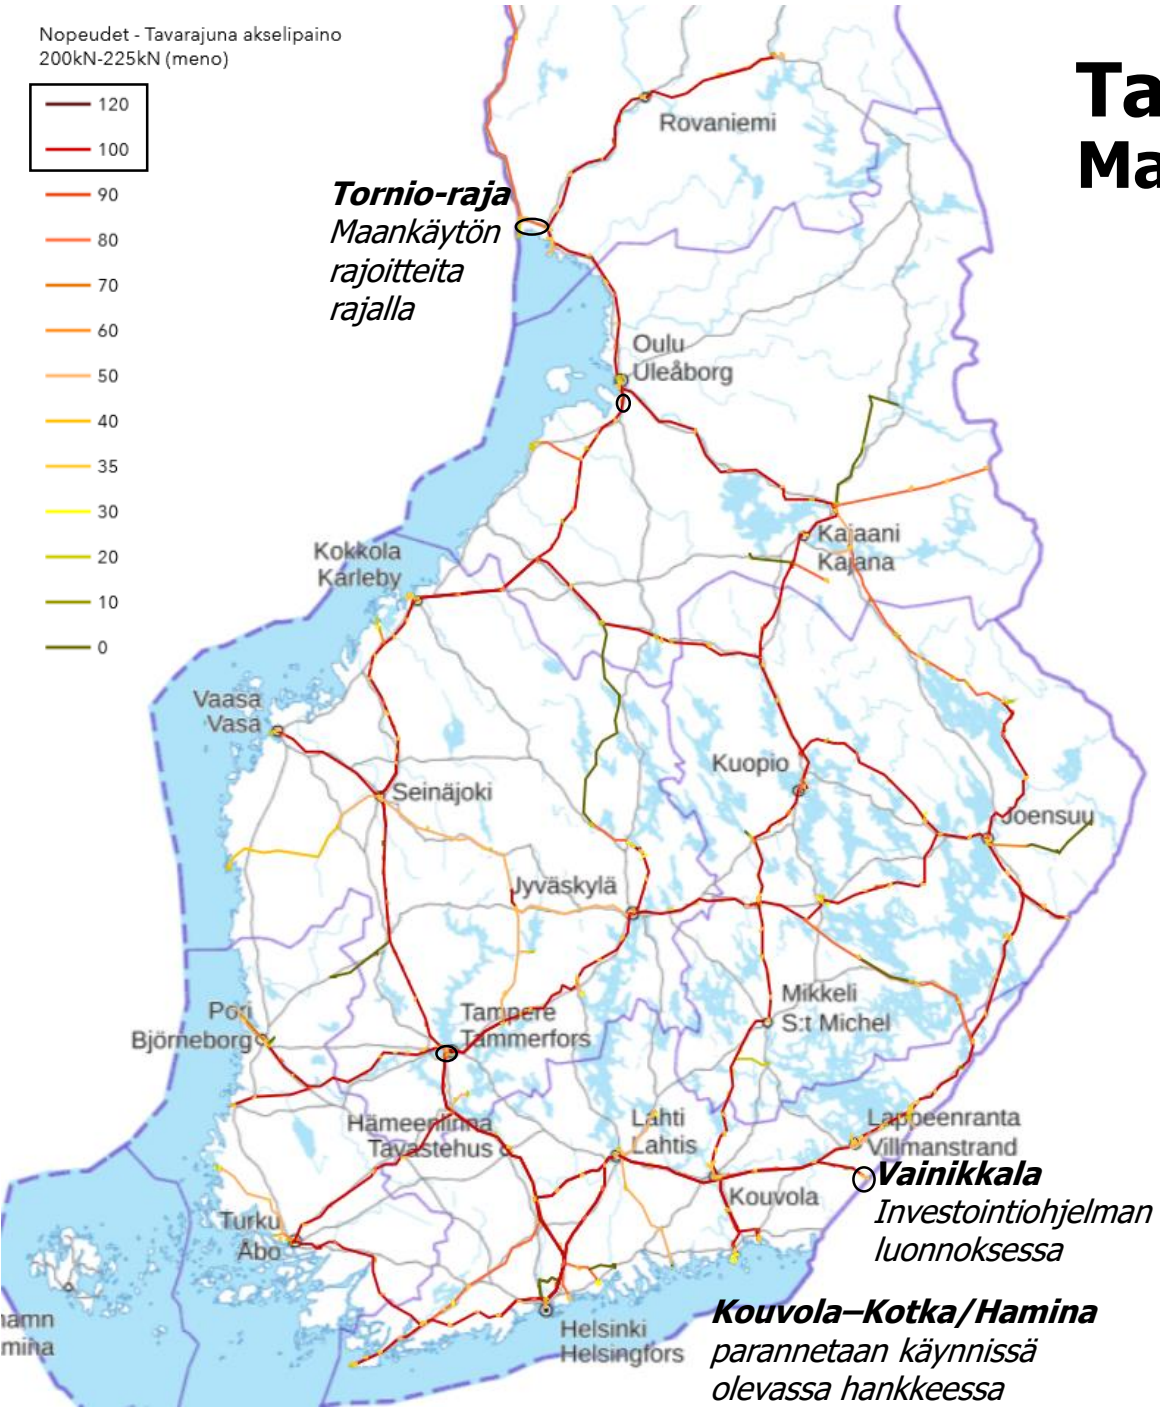 Nopeudet - Tavarajuna akselipaino
200kN-225kN (meno)
120
100
90
80
70
60
50
40
35
30
20
10
0
Ta
Ma
Rovaniemi
Tornio-raja
Maankäytön
rajoitteita
rajalla
Oulu
Uleåborg
Kajaani
Kajana
Kokkola
Karleby
Vaasa
Vasa
Kuopio
Seinäjoki
Joensuu
Jyväskylä
Mikkeli
S:t Michel
Pori
Björneborg
Tampere
Tammerfors
Hämeenlinna
Tavastehus
Lahti
Lahtis
Lappeenranta
Villmanstrand
Vainikkala
Investointiohjelman
luonnoksessa
Kouvola
Turku
Åbo
Kouvola–Kotka/Hamina
parannetaan käynnissä
olevassa hankkeessa
Helsinki
Helsingfors
hamn
mina